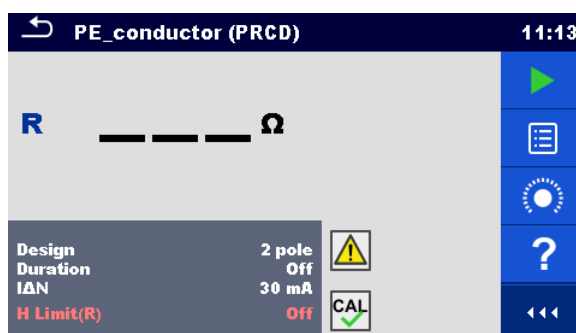 PE_conductor (PRCD) 11:13
R _ _ _ Ω
Design 2 pole
Duration Off
IΔN 30 mA
H Limit(R) Off
?
CAL